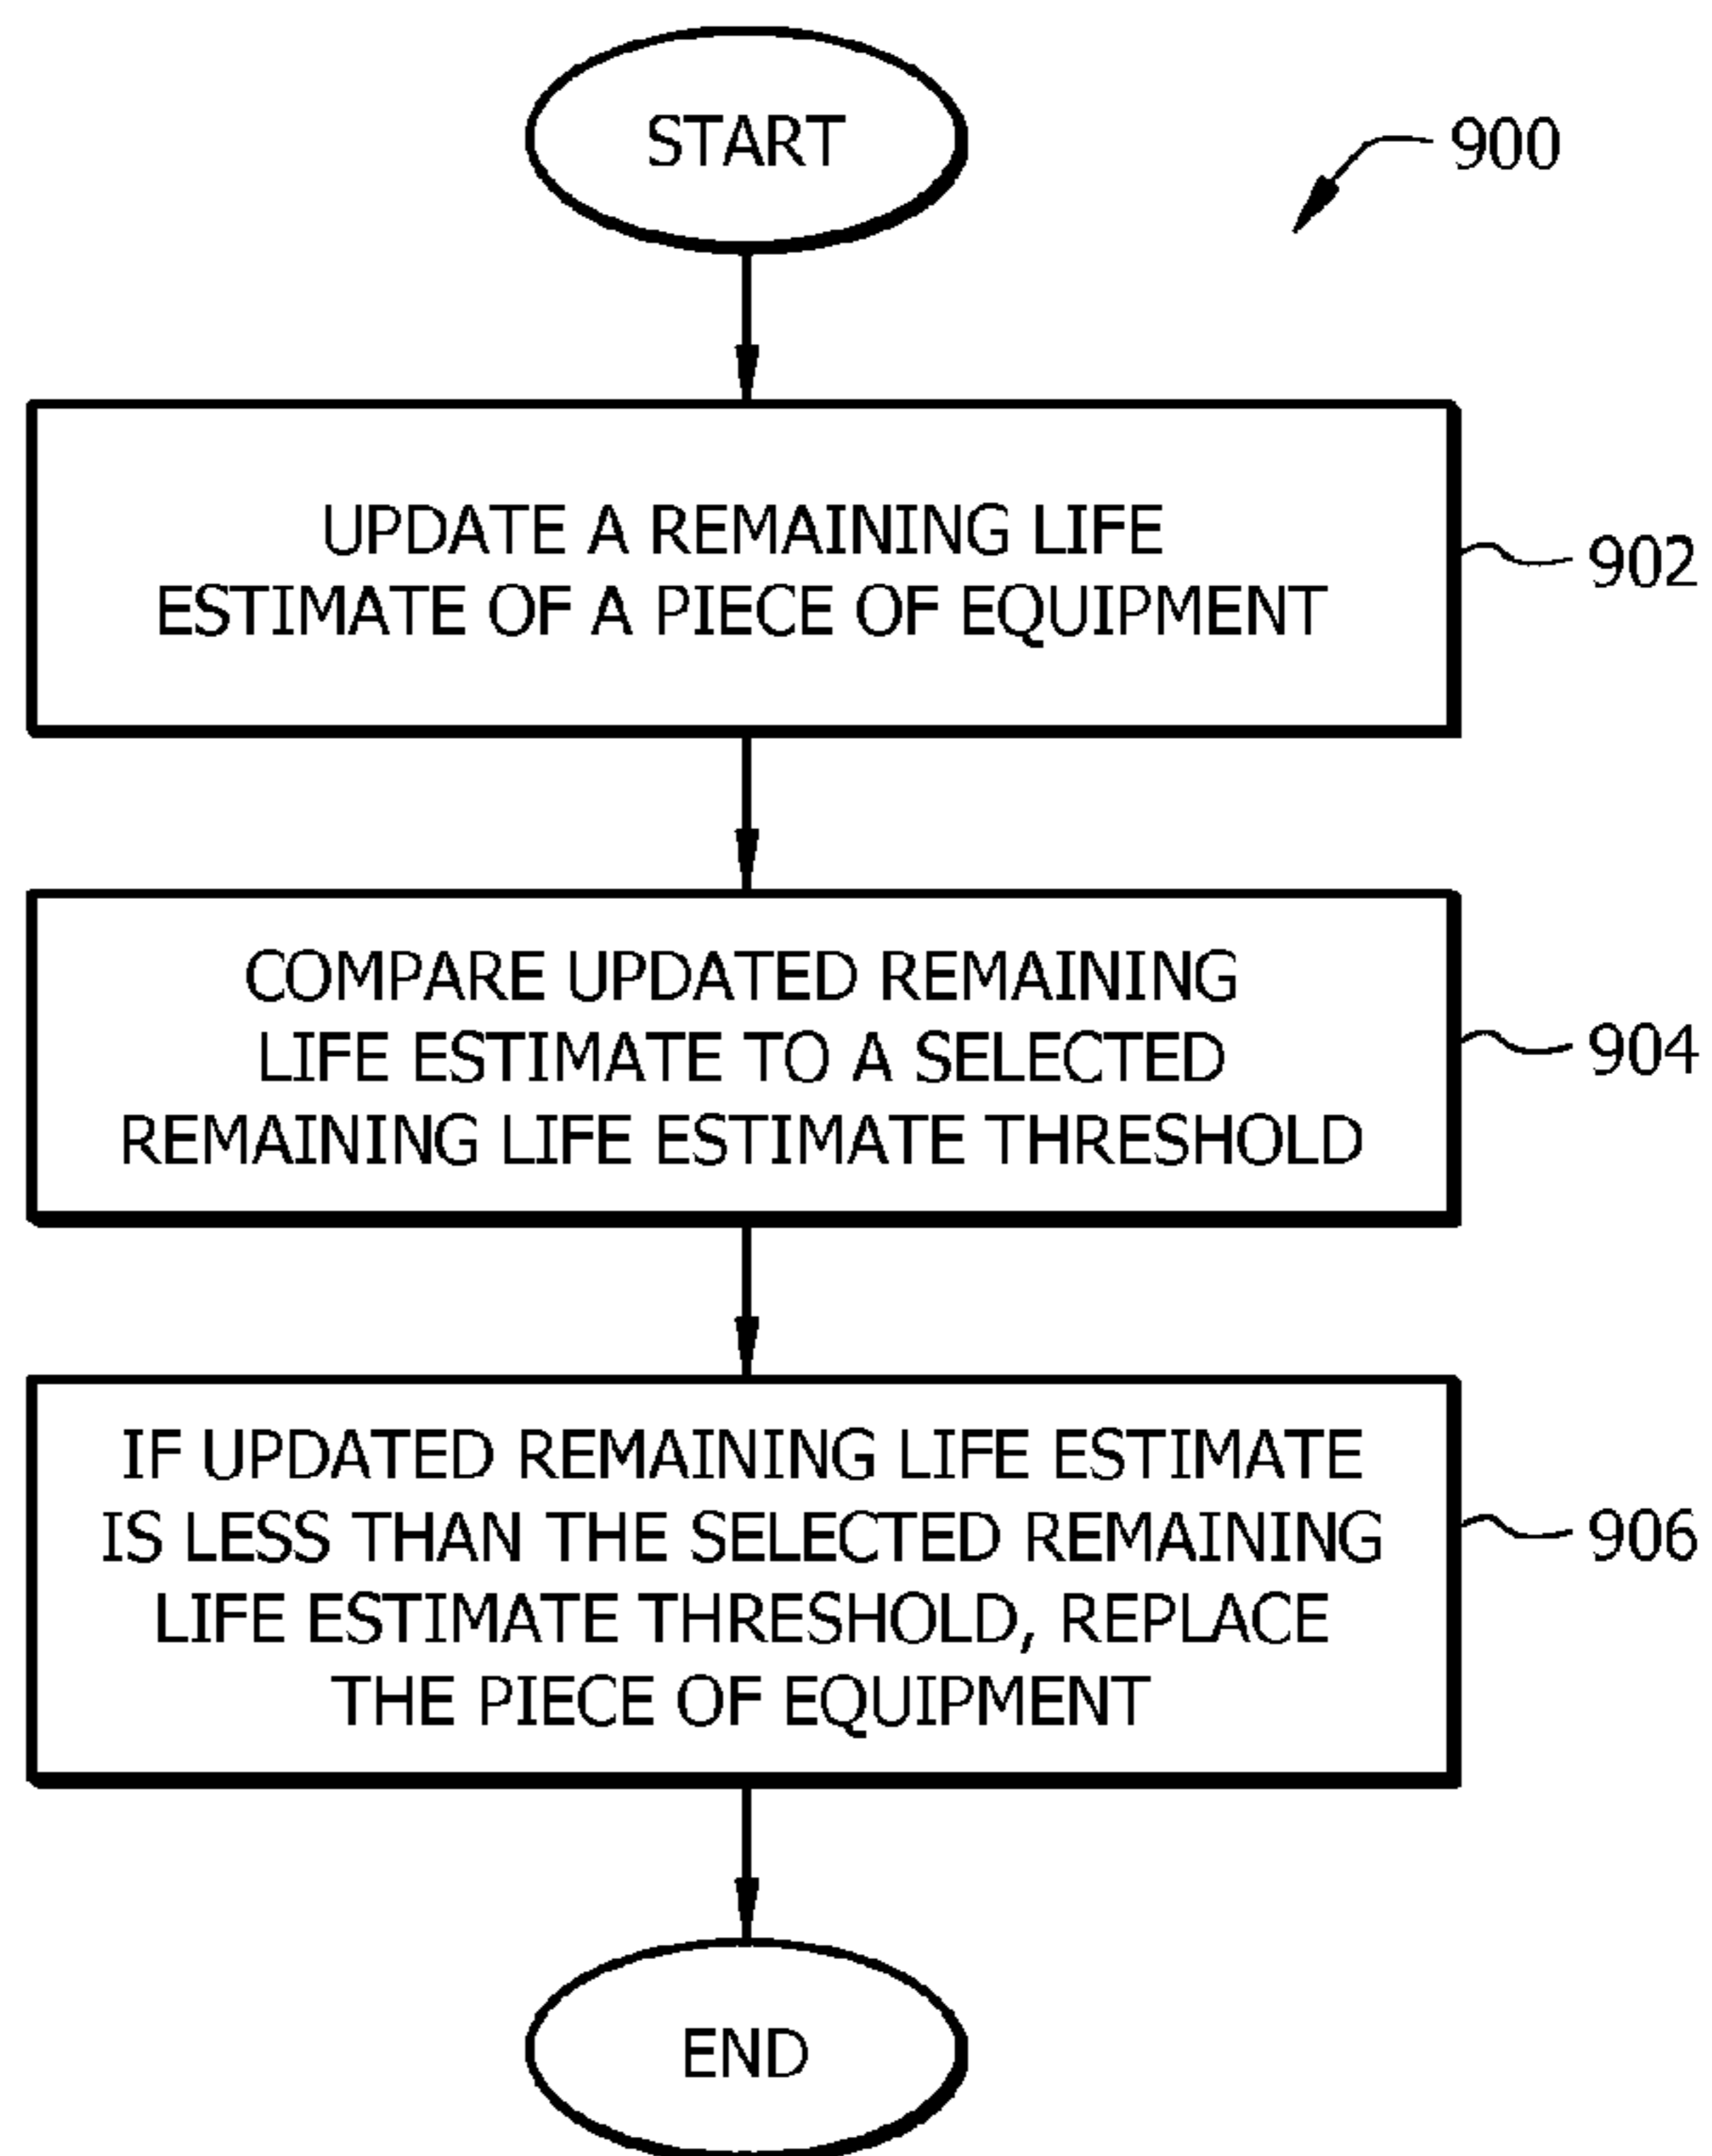 START
900
UPDATE A REMAINING LIFE
ESTIMATE OF A PIECE OF EQUIPMENT
902
COMPARE UPDATED REMAINING
LIFE ESTIMATE TO A SELECTED
REMAINING LIFE ESTIMATE THRESHOLD
904
IF UPDATED REMAINING LIFE ESTIMATE
IS LESS THAN THE SELECTED REMAINING
LIFE ESTIMATE THRESHOLD, REPLACE
THE PIECE OF EQUIPMENT
906
END